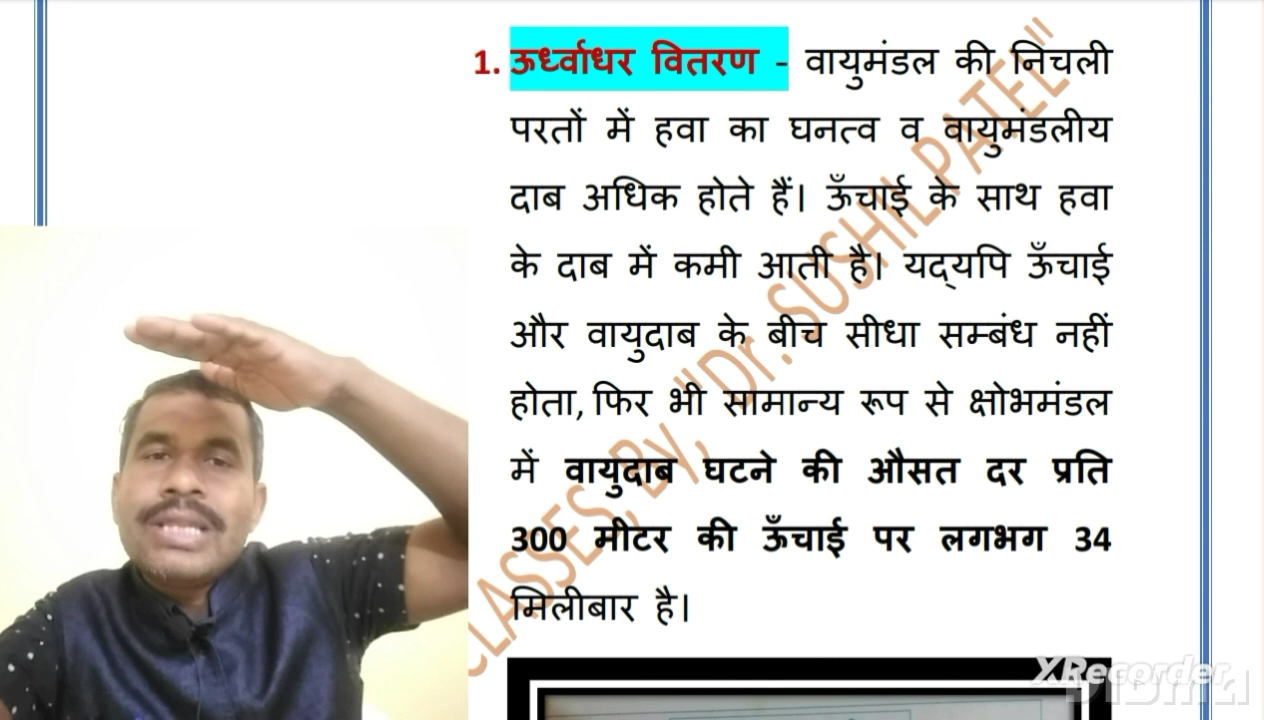 1. ऊर्ध्वाधर वितरण - वायुमंडल की निचली
परतों में हवा का घनत्व व वायुमंडलीय
दाब अधिक होते हैं। ऊँचाई के साथ हवा
के दाब में कमी आती है। यद्यपि ऊँचाई
और वायुदाब के बीच सीधा सम्बंध नहीं
होता, फिर भी सामान्य रूप से क्षोभमंडल
में वायुदाब घटने की औसत दर प्रति
300 मीटर की ऊँचाई पर लगभग 34
मिलीबार है।
CLASSES, By, "Dr. SUSHIL PATEL"
XRecorder